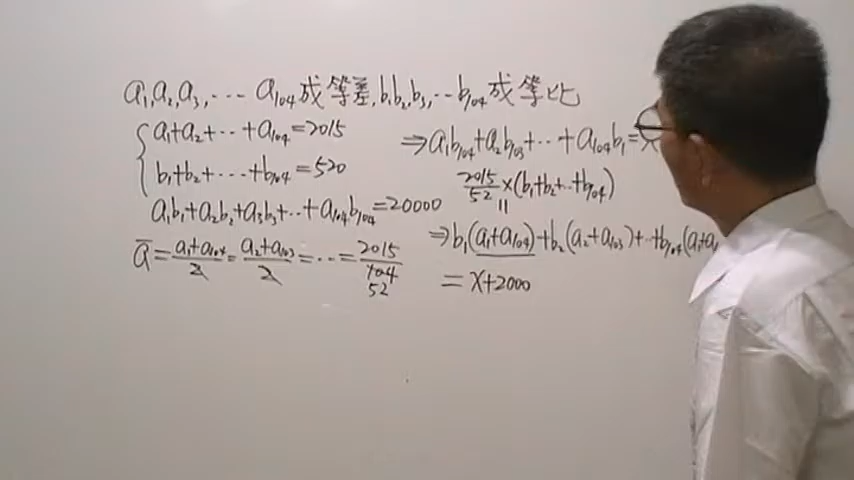 a₁,a₂,a₃,⋯ a₁₀₄成等差,b₁b₂,b₃,⋯b₁₀₄成等比
a₁+a₂+⋯+a₁₀₄=2015
b₁+b₂+⋯+b₁₀₄=520
a₁b₁+a₂b₂+a₃b₃+⋯+a₁₀₄b₁₀₄=20000
ā=(a₁+a₁₀₄)/2=(a₂+a₁₀₃)/2=⋯=2015/104
52
⇒a₁b₁₀₄+a₂b₁₀₃+⋯+a₁₀₄b₁=X
2015/52×(b₁+b₂+⋯+b₁₀₄)
=
⇒b₁(a₁+a₁₀₄)+b₂(a₂+a₁₀₃)+⋯+b₁₀₄(a₁+a
=X+2000